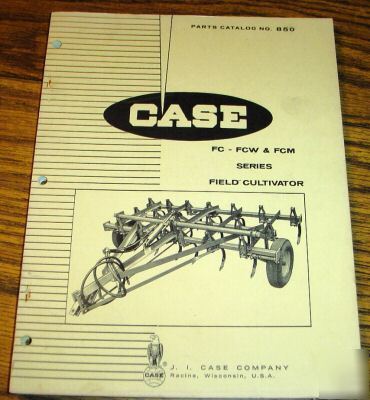 PARTS CATALOG NO. 850
CASE
FC - FCW & FCM
SERIES
FIELD CULTIVATOR
CASE
J. I. CASE COMPANY
Racine, Wisconsin, U.S.A.